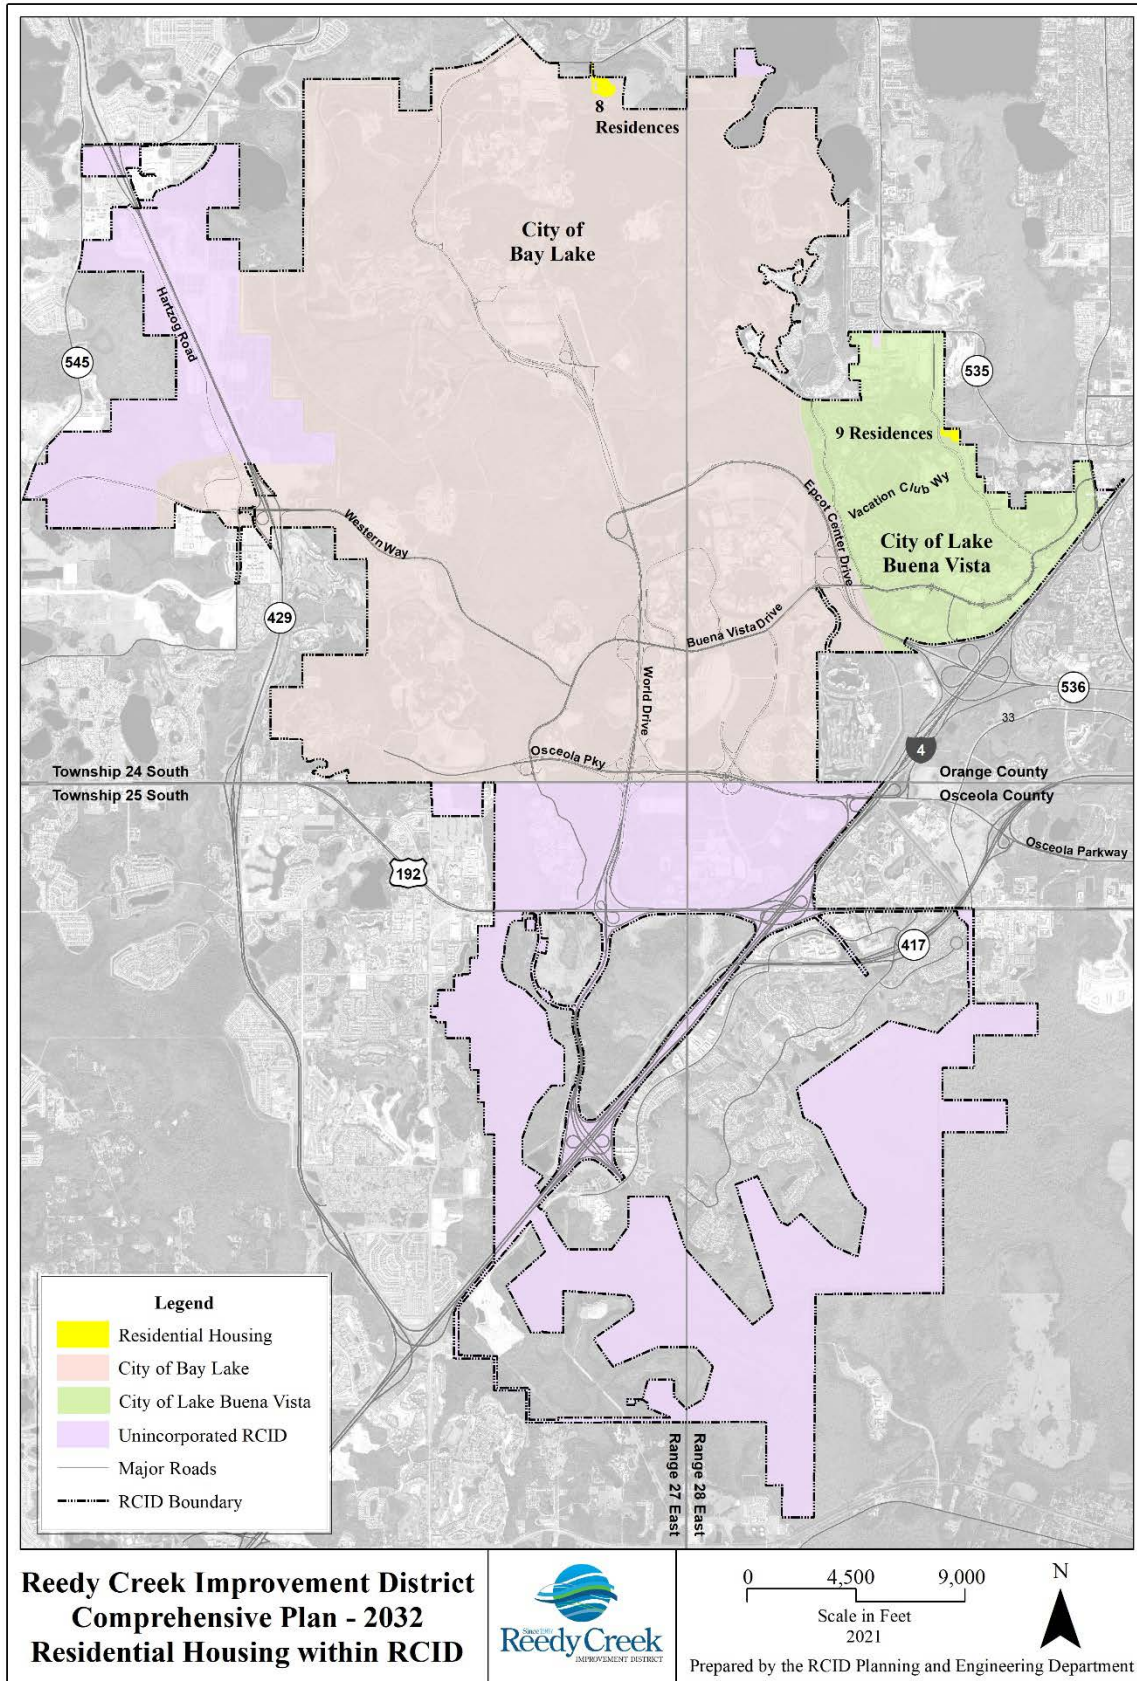 8
Residences
City of
Bay Lake
Hartzog Road
545
535
9 Residences
Epcot Center Drive
Vacation Club Wy
City of Lake
Buena Vista
Western Way
429
Buena Vista Drive
World Drive
536
33
4
Osceola Pky
Township 24 South
Township 25 South
Orange County
Osceola County
Osceola Parkway
192
417
Range 27 East
Range 28 East
Legend
Residential Housing
City of Bay Lake
City of Lake Buena Vista
Unincorporated RCID
Major Roads
RCID Boundary
Reedy Creek Improvement District
Comprehensive Plan - 2032
Residential Housing within RCID
Since 1967
Reedy Creek
IMPROVEMENT DISTRICT
0 4,500 9,000
Scale in Feet
2021
N
Prepared by the RCID Planning and Engineering Department